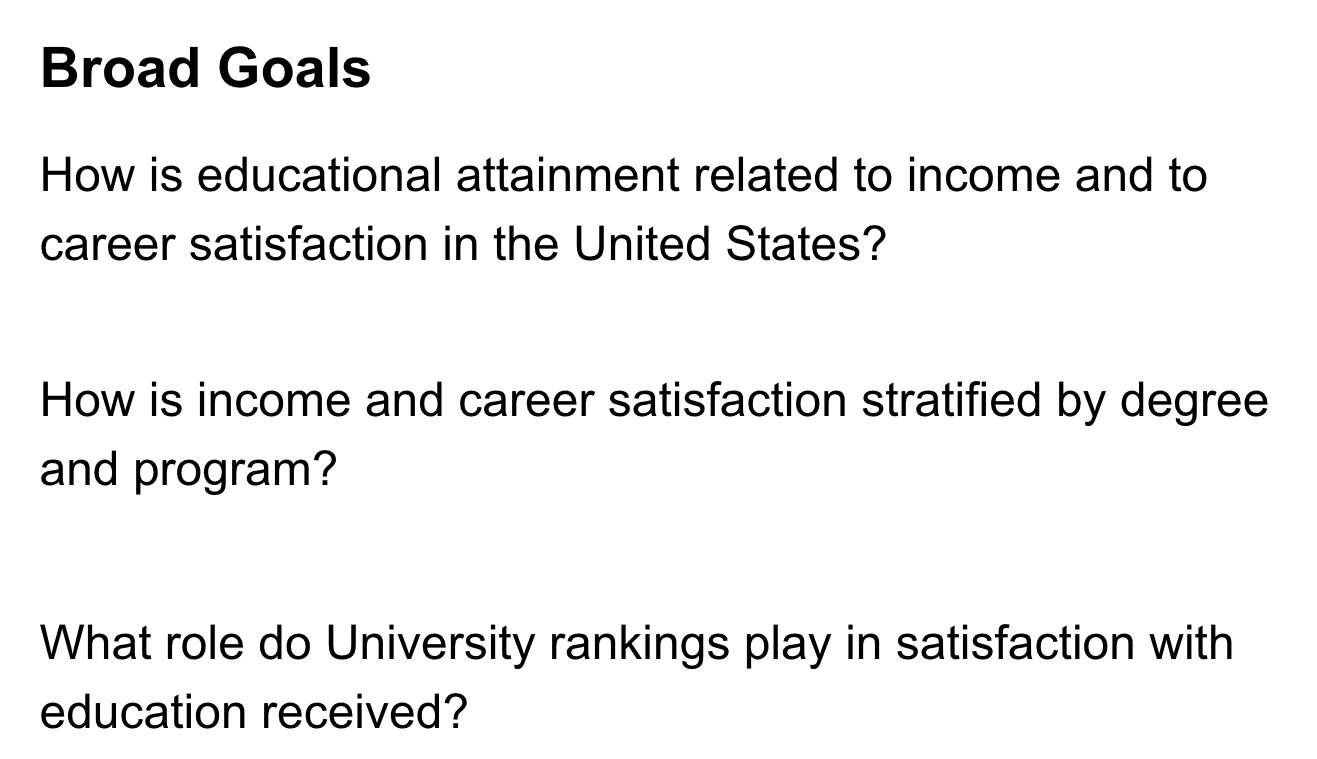 Broad Goals
How is educational attainment related to income and to
career satisfaction in the United States?
How is income and career satisfaction stratified by degree
and program?
What role do University rankings play in satisfaction with
education received?